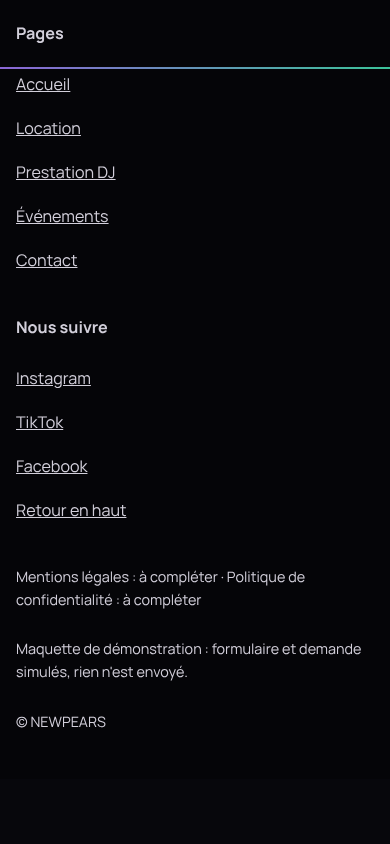 Pages
Accueil
Location
Prestation DJ
Événements
Contact
Nous suivre
Instagram
TikTok
Facebook
Retour en haut
Mentions légales : à compléter · Politique de
confidentialité : à compléter
Maquette de démonstration : formulaire et demande
simulés, rien n'est envoyé.
© NEWPEARS